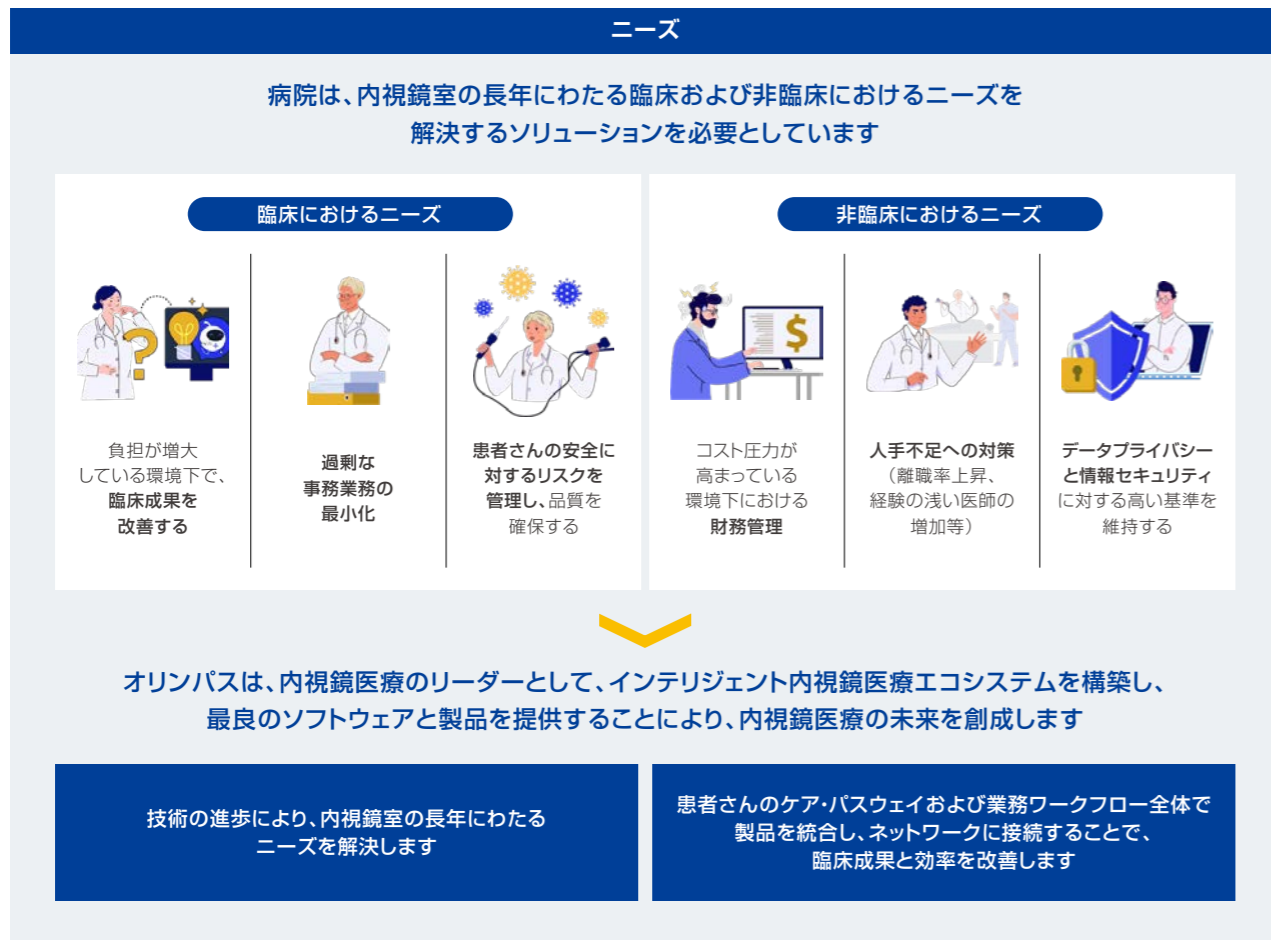 ニーズ
病院は、内視鏡室の長年にわたる臨床および非臨床におけるニーズを
解決するソリューションを必要としています
臨床におけるニーズ
負担が増大
している環境下で、
臨床成果を
改善する
過剰な
事務業務の
最小化
患者さんの安全に
対するリスクを
管理し、品質を
確保する
非臨床におけるニーズ
コスト圧力が
高まっている
環境下における
財務管理
人手不足への対策
（離職率上昇、
経験の浅い医師の
増加等）
データプライバシー
と情報セキュリティ
に対する高い基準を
維持する
オリンパスは、内視鏡医療のリーダーとして、インテリジェント内視鏡医療エコシステムを構築し、
最良のソフトウェアと製品を提供することにより、内視鏡医療の未来を創成します
技術の進歩により、内視鏡室の長年にわたる
ニーズを解決します
患者さんのケア・パスウェイおよび業務ワークフロー全体で
製品を統合し、ネットワークに接続することで、
臨床成果と効率を改善します